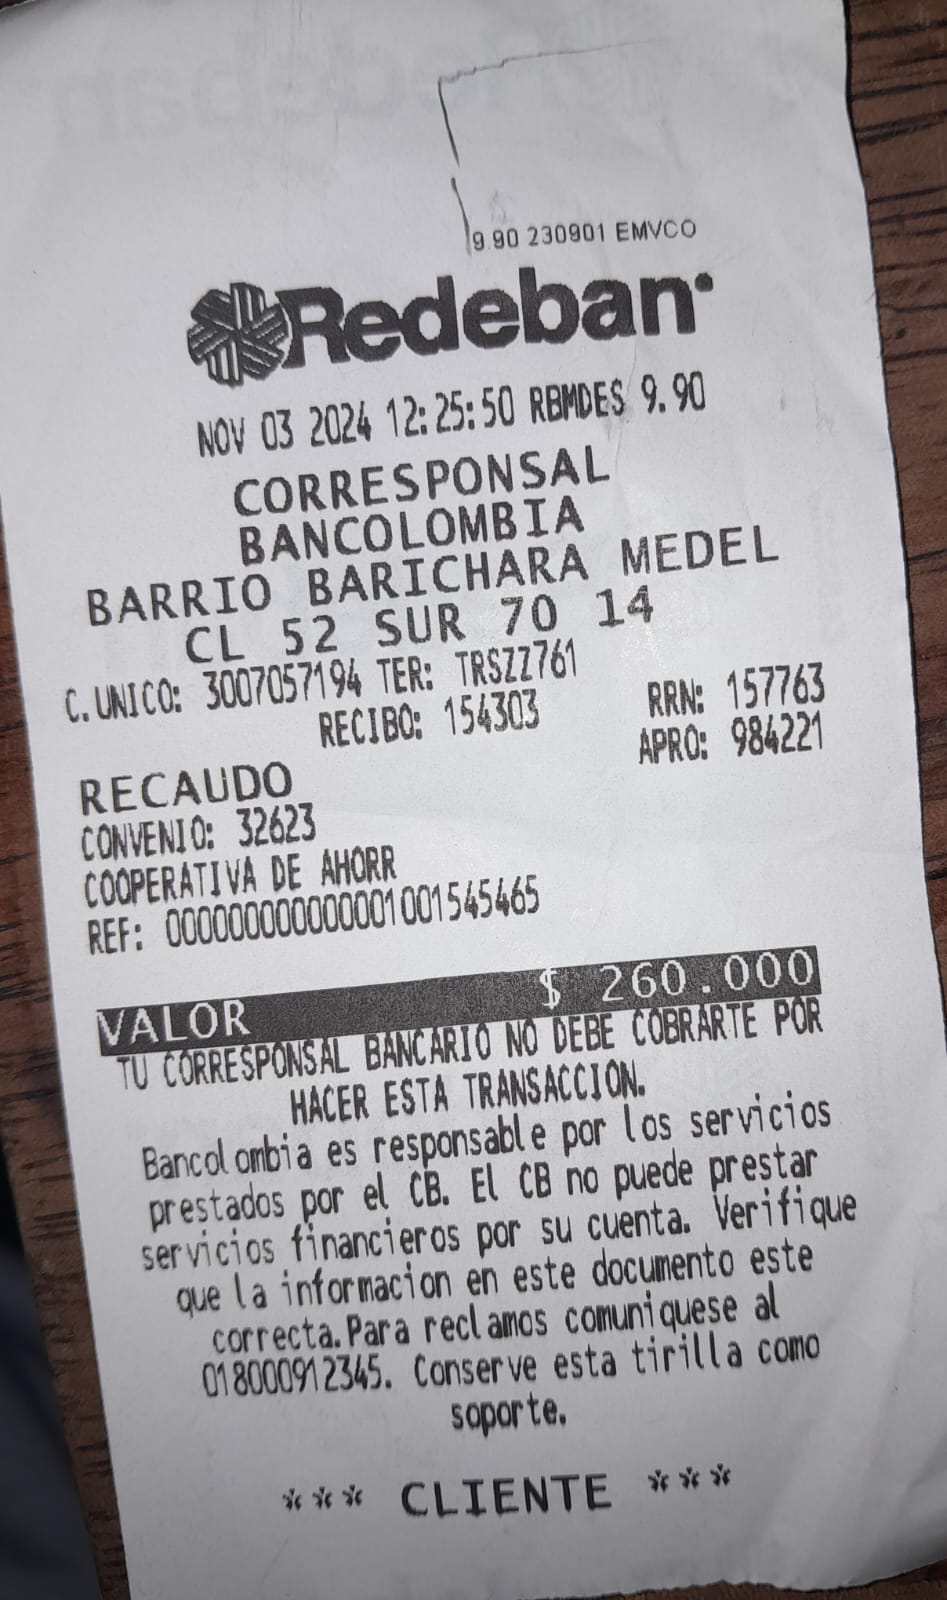 9.90 230901 EMVCO
Redeban
NOV 03 2024 12:25:50 RBMDES 9.90
CORRESPONSAL
BANCOLOMBIA
BARRIO BARICHARA MEDEL
CL 52 SUR 70 14
C.UNICO: 3007057194 TER: TRSZZ761
RECIBO: 154303 RRN: 157763
APRO: 984221
RECAUDO
CONVENIO: 32623
COOPERATIVA DE AHORR
REF: 000000000000001001545465
VALOR $ 260.000
TU CORRESPONSAL BANCARIO NO DEBE COBRARTE POR
HACER ESTA TRANSACCION.
Bancolombia es responsable por los servicios
prestados por el CB. El CB no puede prestar
servicios financieros por su cuenta. Verifique
que la informacion en este documento este
correcta.Para reclamos comuniquese al
018000912345. Conserve esta tirilla como
soporte.
*** CLIENTE ***